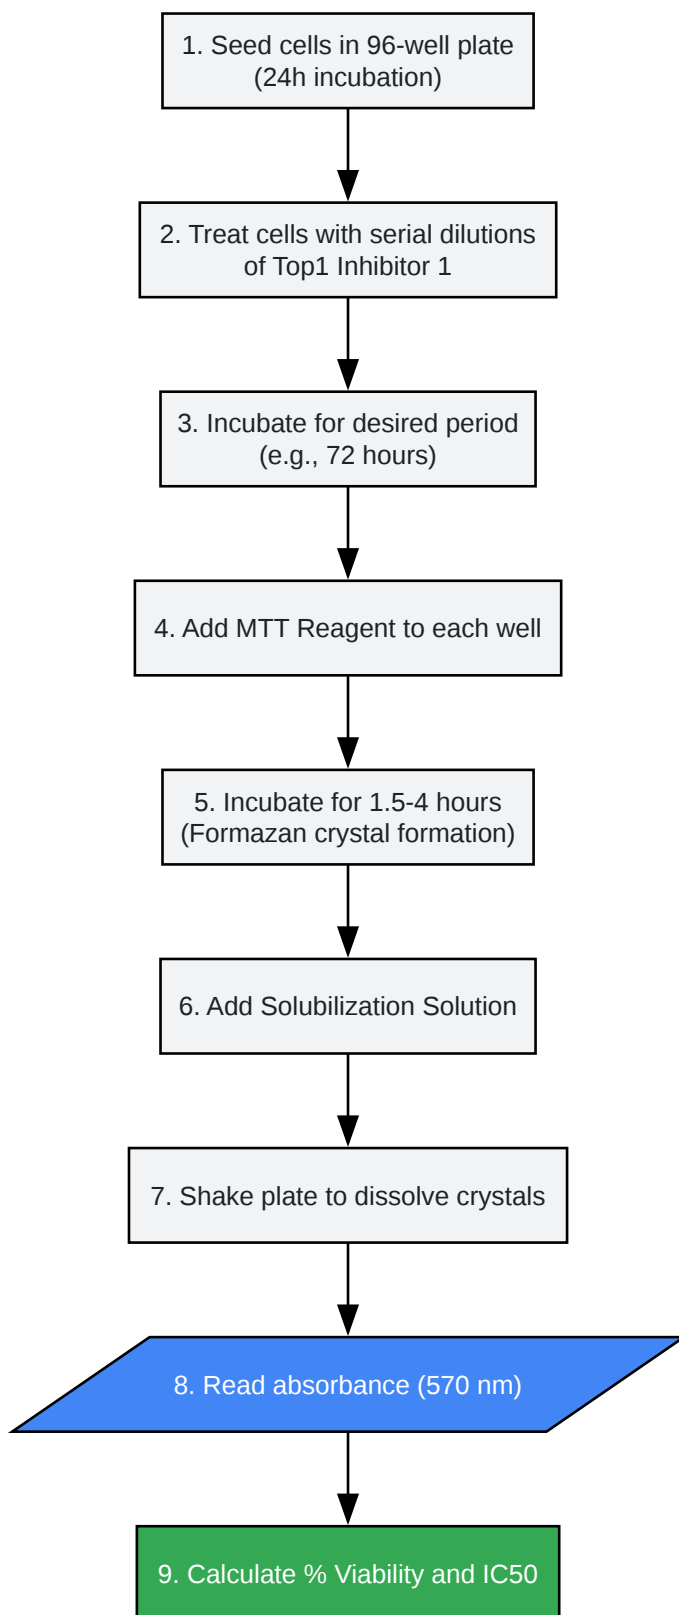 1. Seed cells in 96-well plate
(24h incubation)
2. Treat cells with serial dilutions
of Top1 Inhibitor 1
3. Incubate for desired period
(e.g., 72 hours)
4. Add MTT Reagent to each well
5. Incubate for 1.5-4 hours
(Formazan crystal formation)
6. Add Solubilization Solution
7. Shake plate to dissolve crystals
8. Read absorbance (570 nm)
9. Calculate % Viability and IC50